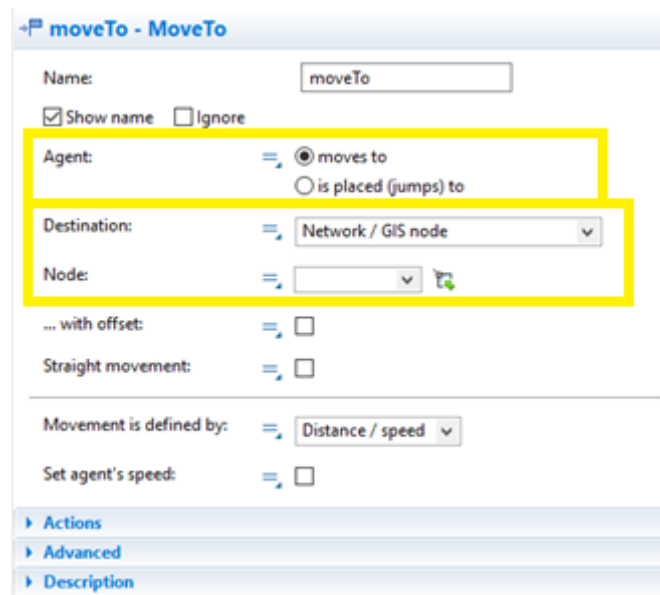 moveTo - MoveTo
Name: moveTo
Show name Ignore
Agent: moves to
is placed (jumps) to
Destination: Network / GIS node
Node:
... with offset:
Straight movement:
Movement is defined by: Distance / speed
Set agent's speed:
Actions
Advanced
Description